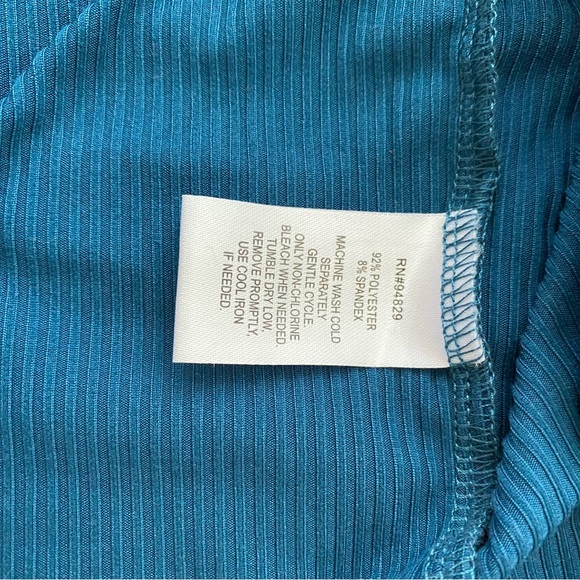 RN#94829
92% POLYESTER
8% SPANDEX
MACHINE WASH COLD
SEPARATELY
GENTLE CYCLE.
ONLY NON-CHLORINE
BLEACH WHEN NEEDED
TUMBLE DRY LOW.
REMOVE PROMPTLY,
USE COOL IRON
IF NEEDED.